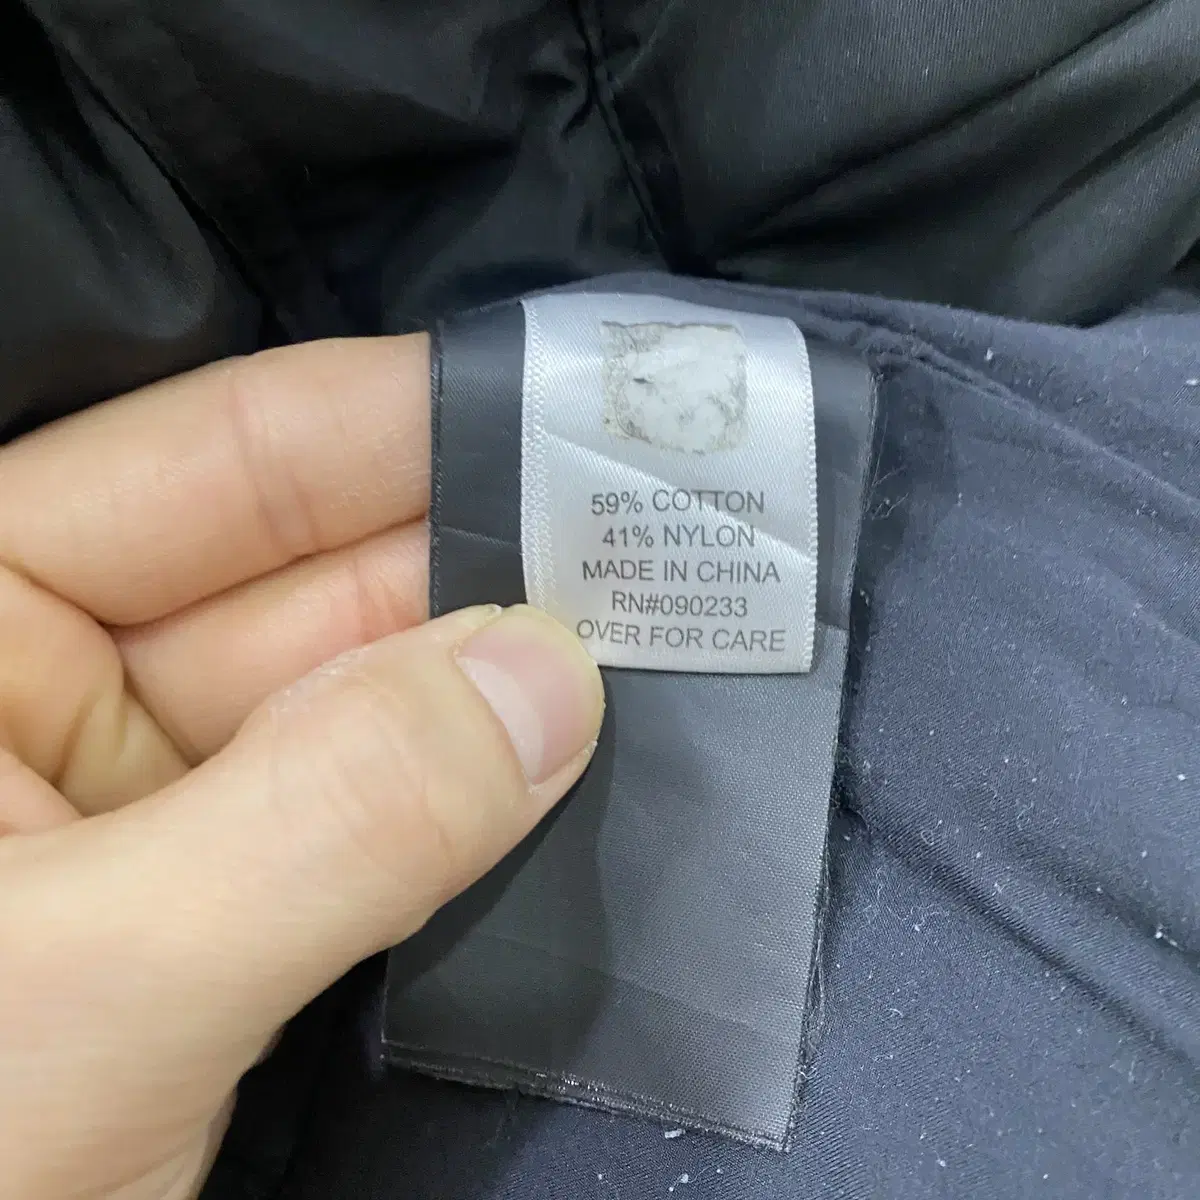 59% COTTON
41% NYLON
MADE IN CHINA
RN#090233
OVER FOR CARE